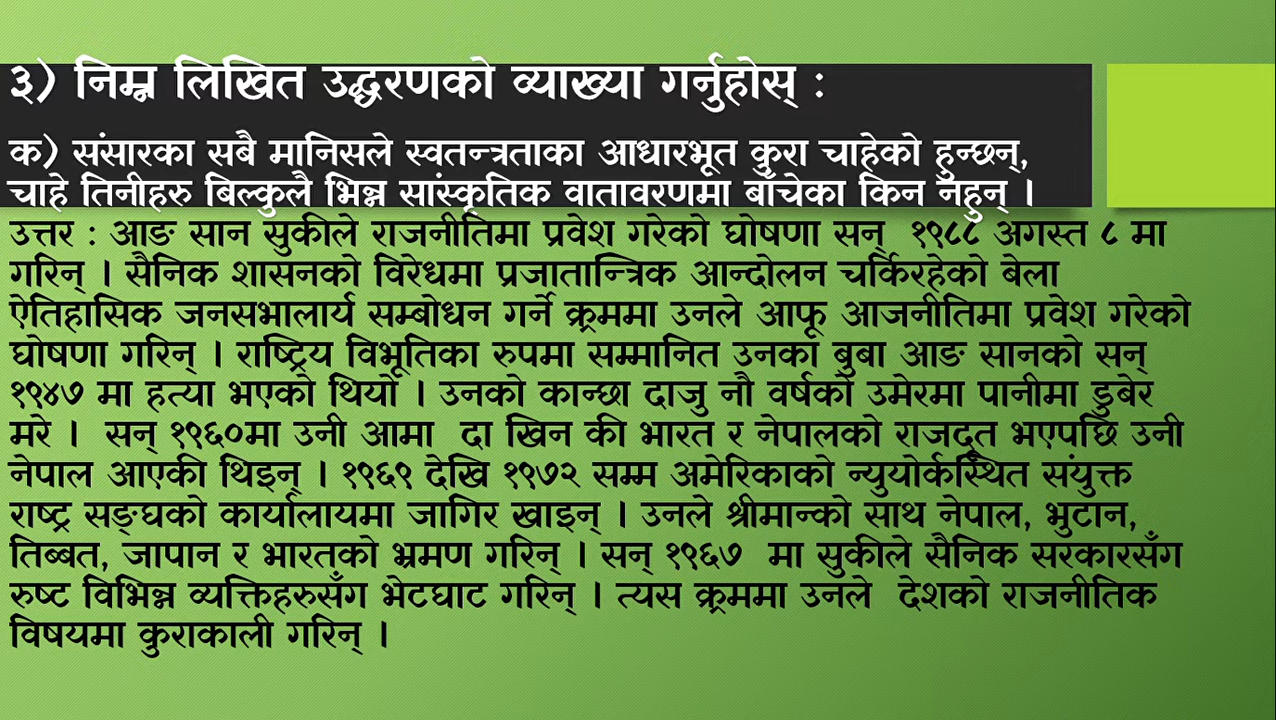 ३) निम्न लिखित उद्धरणको व्याख्या गर्नुहोस् :
क) संसारका सबै मानिसले स्वतन्त्रताका आधारभूत कुरा चाहेको हुन्छन्,
चाहे तिनीहरु बिल्कुलै भिन्न सांस्कृतिक वातावरणमा बाँचेका किन नहुन् ।
उत्तर : आङ सान सुकीले राजनीतिमा प्रवेश गरेको घोषणा सन् १९८८ अगस्त ८ मा
गरिन् । सैनिक शासनको विरेधमा प्रजातान्त्रिक आन्दोलन चर्किरहेको बेला
ऐतिहासिक जनसभालार्य सम्बोधन गर्ने क्रममा उनले आफू आजनीतिमा प्रवेश गरेको
घोषणा गरिन् । राष्ट्रिय विभूतिका रुपमा सम्मानित उनका बुबा आङ सानको सन्
१९४७ मा हत्या भएको थियो । उनको कान्छा दाजु नौ वर्षको उमेरमा पानीमा डुबेर
मरे । सन् १९६०मा उनी आमा दा खिन की भारत र नेपालको राजदूत भएपछि उनी
नेपाल आएकी थिइन् । १९६९ देखि १९७२ सम्म अमेरिकाको न्युयोर्कस्थित संयुक्त
राष्ट्र सङ्घको कार्यालायमा जागिर खाइन् । उनले श्रीमान्को साथ नेपाल, भुटान,
तिब्बत, जापान र भारतको भ्रमण गरिन् । सन् १९६७ मा सुकीले सैनिक सरकारसँग
रुष्ट विभिन्न व्यक्तिहरुसँग भेटघाट गरिन् । त्यस क्रममा उनले देशको राजनीतिक
विषयमा कुराकाली गरिन् ।